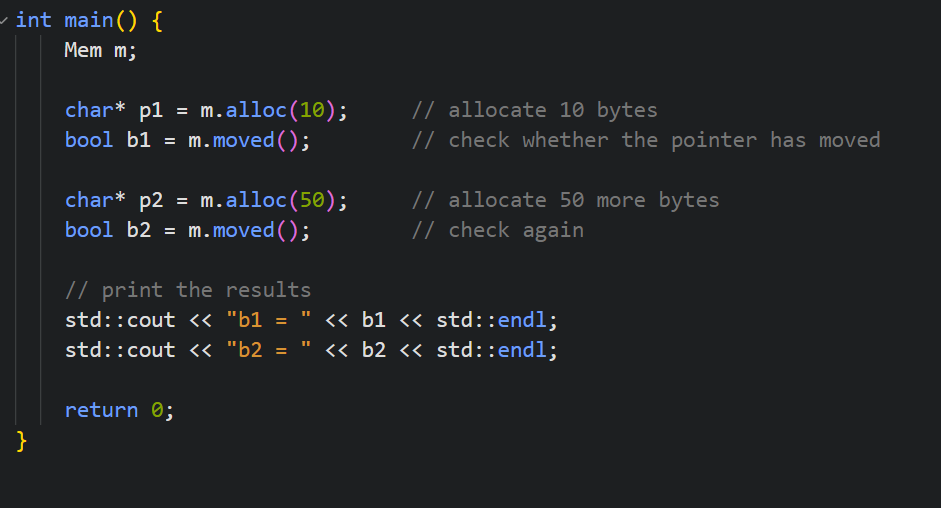 int main() {
    Mem m;

    char* p1 = m.alloc(10);     // allocate 10 bytes
    bool b1 = m.moved();        // check whether the pointer has moved

    char* p2 = m.alloc(50);     // allocate 50 more bytes
    bool b2 = m.moved();        // check again

    // print the results
    std::cout << "b1 = " << b1 << std::endl;
    std::cout << "b2 = " << b2 << std::endl;

    return 0;
}